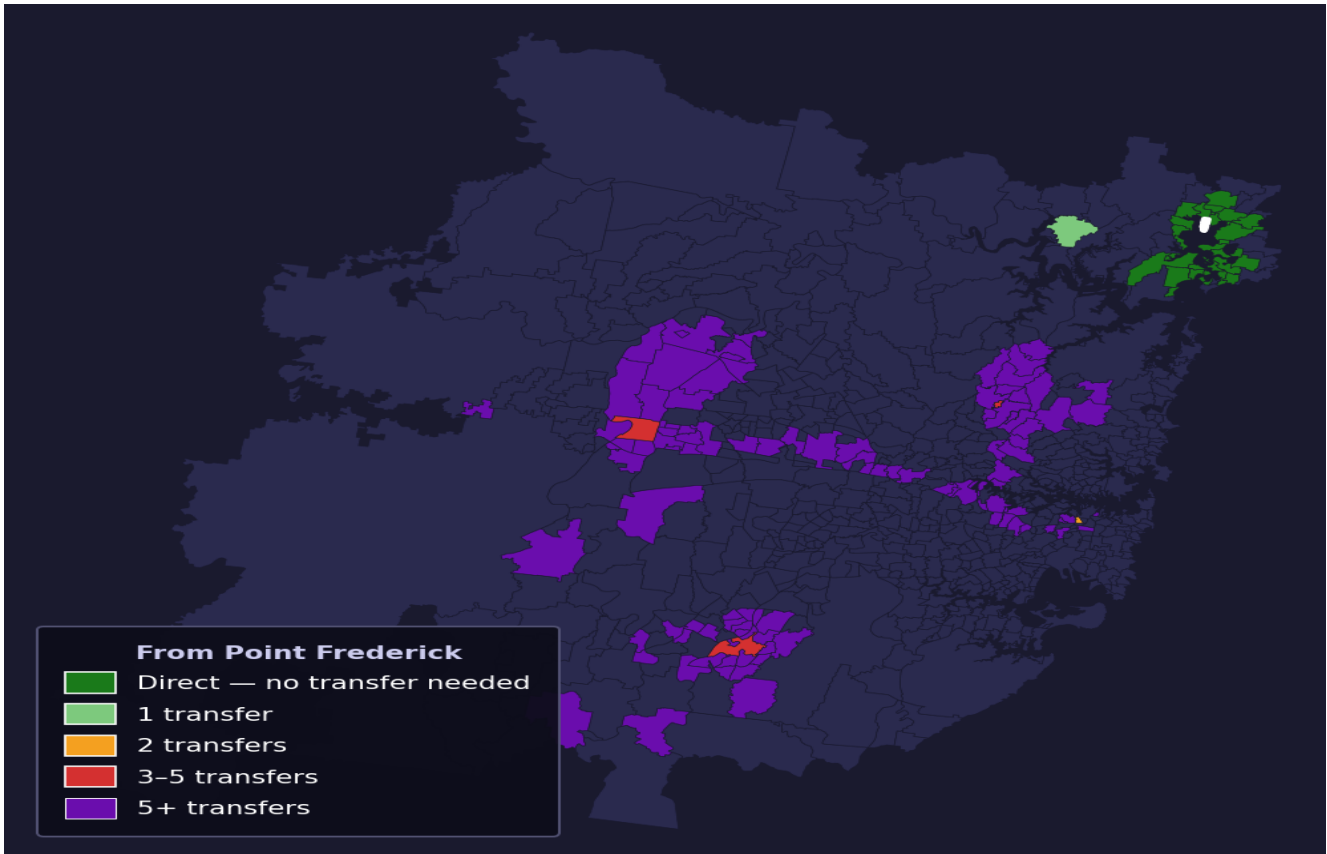 From Point Frederick
Direct — no transfer needed
1 transfer
2 transfers
3–5 transfers
5+ transfers